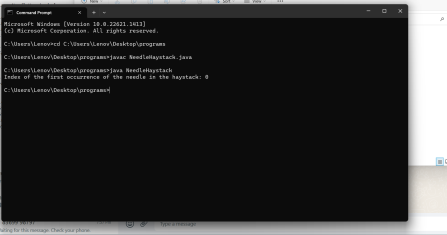 Command Prompt
Microsoft Windows [Version 10.0.22621.1413]
(c) Microsoft Corporation. All rights reserved.
C:\Users\Lenov>cd C:\Users\Lenov\Desktop\programs
C:\Users\Lenov\Desktop\programs>javac NeedleHaystack.java
C:\Users\Lenov\Desktop\programs>java NeedleHaystack
Index of the first occurrence of the needle in the haystack: 0
C:\Users\Lenov\Desktop\programs>
Type a message
Waiting for this message. Check your phone